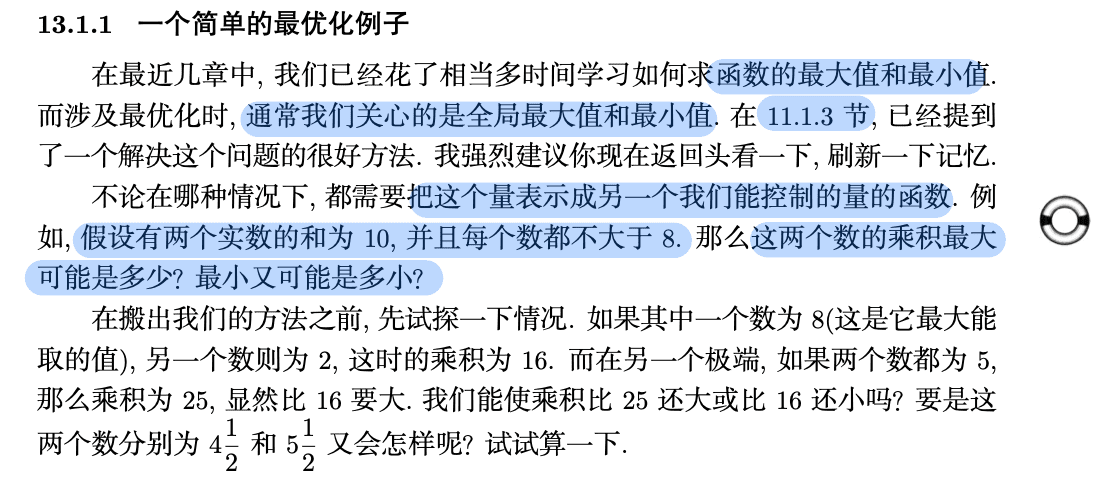 13.1.1 一个简单的最优化例子
在最近几章中, 我们已经花了相当多时间学习如何求函数的最大值和最小值.
而涉及最优化时, 通常我们关心的是全局最大值和最小值. 在 11.1.3 节, 已经提到
了一个解决这个问题的很好方法. 我强烈建议你现在返回头看一下, 刷新一下记忆.
不论在哪种情况下, 都需要把这个量表示成另一个我们能控制的量的函数. 例
如, 假设有两个实数的和为 10, 并且每个数都不大于 8. 那么这两个数的乘积最大
可能是多少? 最小又可能是多小?
在搬出我们的方法之前, 先试探一下情况. 如果其中一个数为 8(这是它最大能
取的值), 另一个数则为 2, 这时的乘积为 16. 而在另一个极端, 如果两个数都为 5,
那么乘积为 25, 显然比 16 要大. 我们能使乘积比 25 还大或比 16 还小吗? 要是这
两个数分别为 4\frac{1}{2} 和 5\frac{1}{2} 又会怎样呢? 试试算一下.